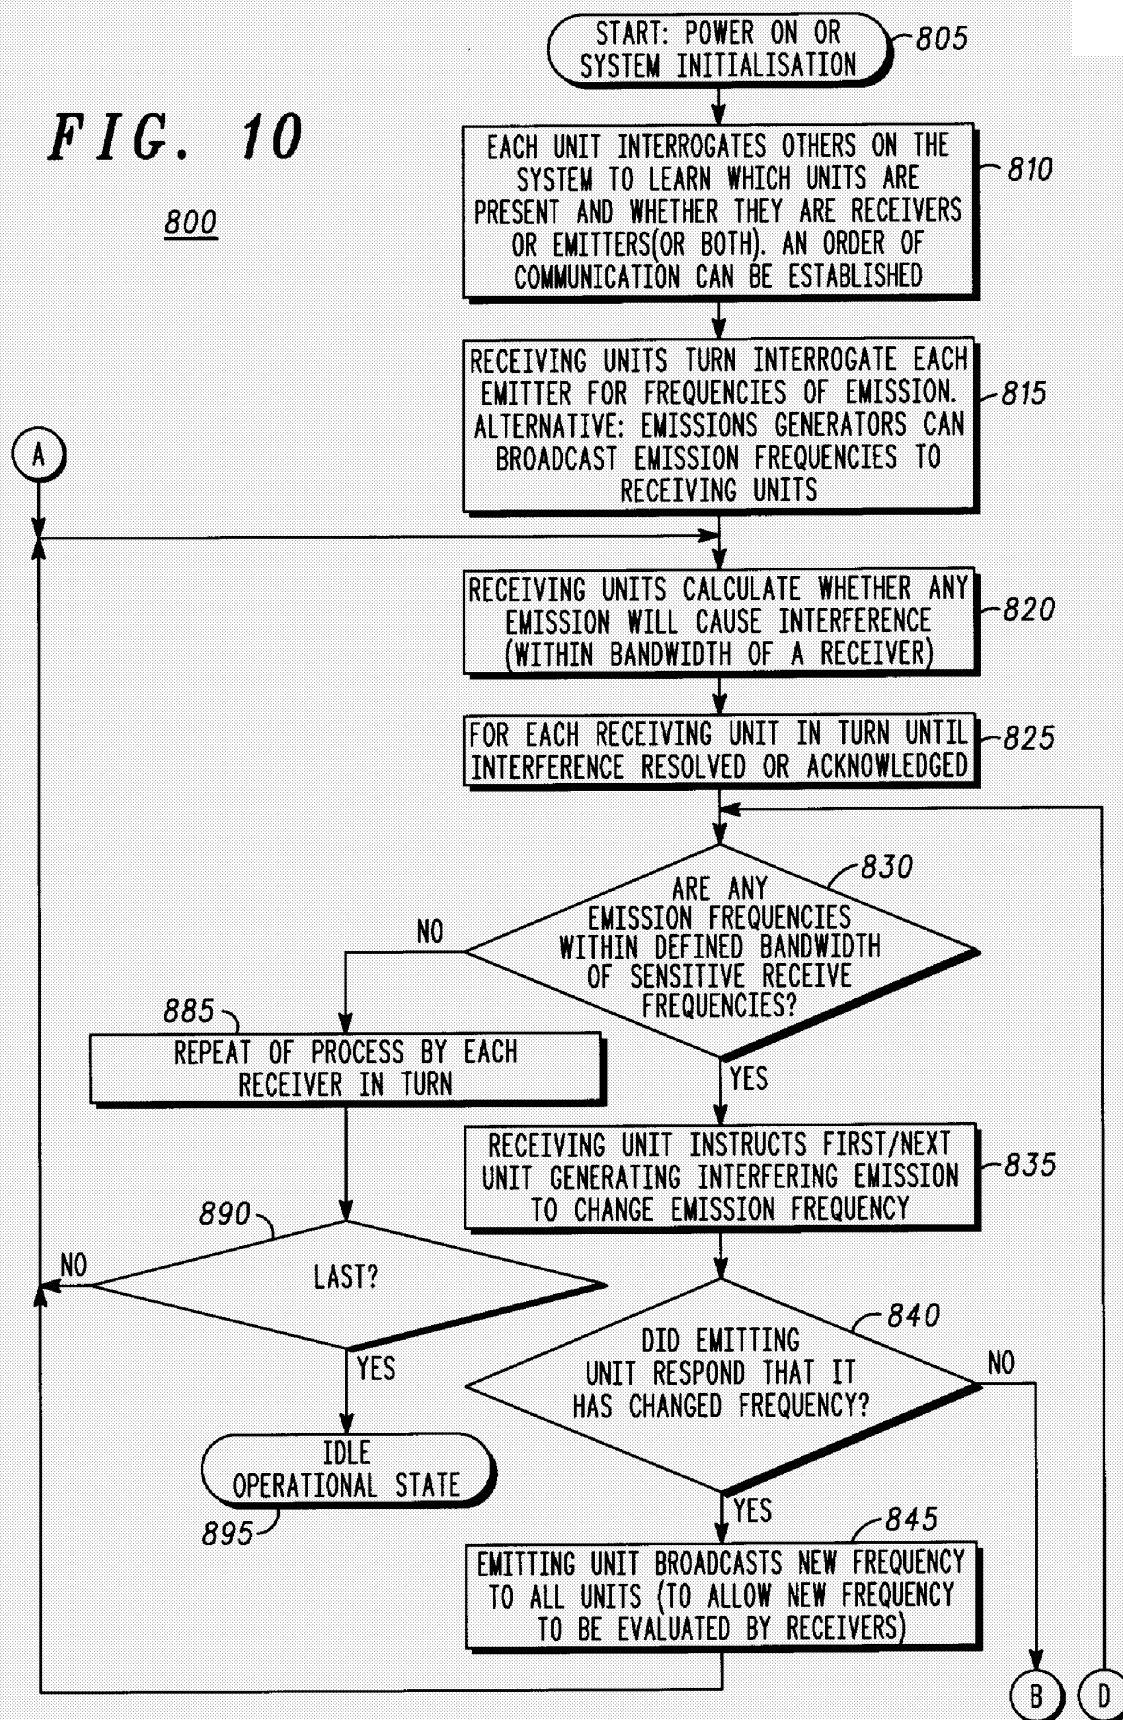 START: POWER ON OR
SYSTEM INITIALISATION
805
FIG. 10
800
EACH UNIT INTERROGATES OTHERS ON THE
SYSTEM TO LEARN WHICH UNITS ARE
PRESENT AND WHETHER THEY ARE RECEIVERS
OR EMITTERS(OR BOTH). AN ORDER OF
COMMUNICATION CAN BE ESTABLISHED
810
RECEIVING UNITS TURN INTERROGATE EACH
EMITTER FOR FREQUENCIES OF EMISSION.
ALTERNATIVE: EMISSIONS GENERATORS CAN
BROADCAST EMISSION FREQUENCIES TO
RECEIVING UNITS
815
A
RECEIVING UNITS CALCULATE WHETHER ANY
EMISSION WILL CAUSE INTERFERENCE
(WITHIN BANDWIDTH OF A RECEIVER)
820
FOR EACH RECEIVING UNIT IN TURN UNTIL
INTERFERENCE RESOLVED OR ACKNOWLEDGED
825
ARE ANY
EMISSION FREQUENCIES
WITHIN DEFINED BANDWIDTH
OF SENSITIVE RECEIVE
FREQUENCIES?
830
NO
YES
885
REPEAT OF PROCESS BY EACH
RECEIVER IN TURN
RECEIVING UNIT INSTRUCTS FIRST/NEXT
UNIT GENERATING INTERFERING EMISSION
TO CHANGE EMISSION FREQUENCY
835
890
LAST?
NO
YES
IDLE
OPERATIONAL STATE
895
DID EMITTING
UNIT RESPOND THAT IT
HAS CHANGED FREQUENCY?
840
NO
YES
845
EMITTING UNIT BROADCASTS NEW FREQUENCY
TO ALL UNITS (TO ALLOW NEW FREQUENCY
TO BE EVALUATED BY RECEIVERS)
B
D